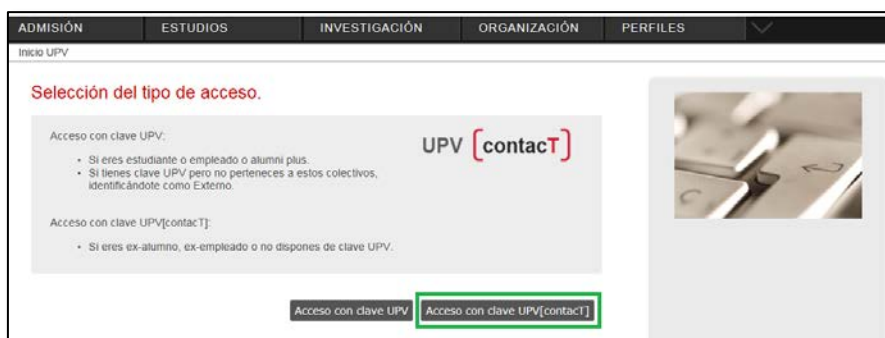 ADMISIÓN ESTUDIOS INVESTIGACIÓN ORGANIZACIÓN PERFILES
Inicio UPV
Selección del tipo de acceso.
Acceso con clave UPV:
UPV [contacT]
• Si eres estudiante o empleado o alumni plus.
• Si tienes clave UPV pero no perteneces a estos colectivos,
identificándote como Externo.
Acceso con clave UPV[contacT]:
• Si eres ex-alumno, ex-empleado o no dispones de clave UPV.
Acceso con clave UPV Acceso con clave UPV[contacT]